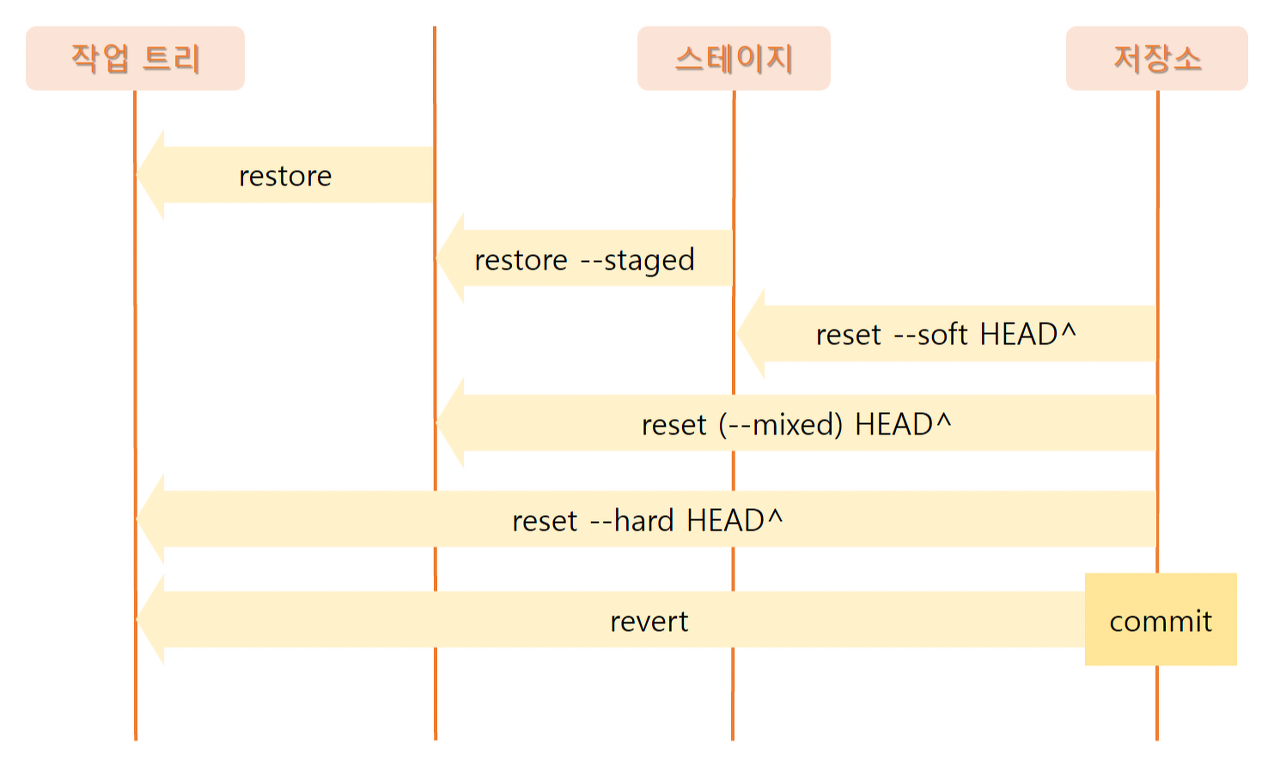 작업 트리
스테이지
저장소
restore
restore --staged
reset --soft HEAD^
reset (--mixed) HEAD^
reset --hard HEAD^
revert
commit